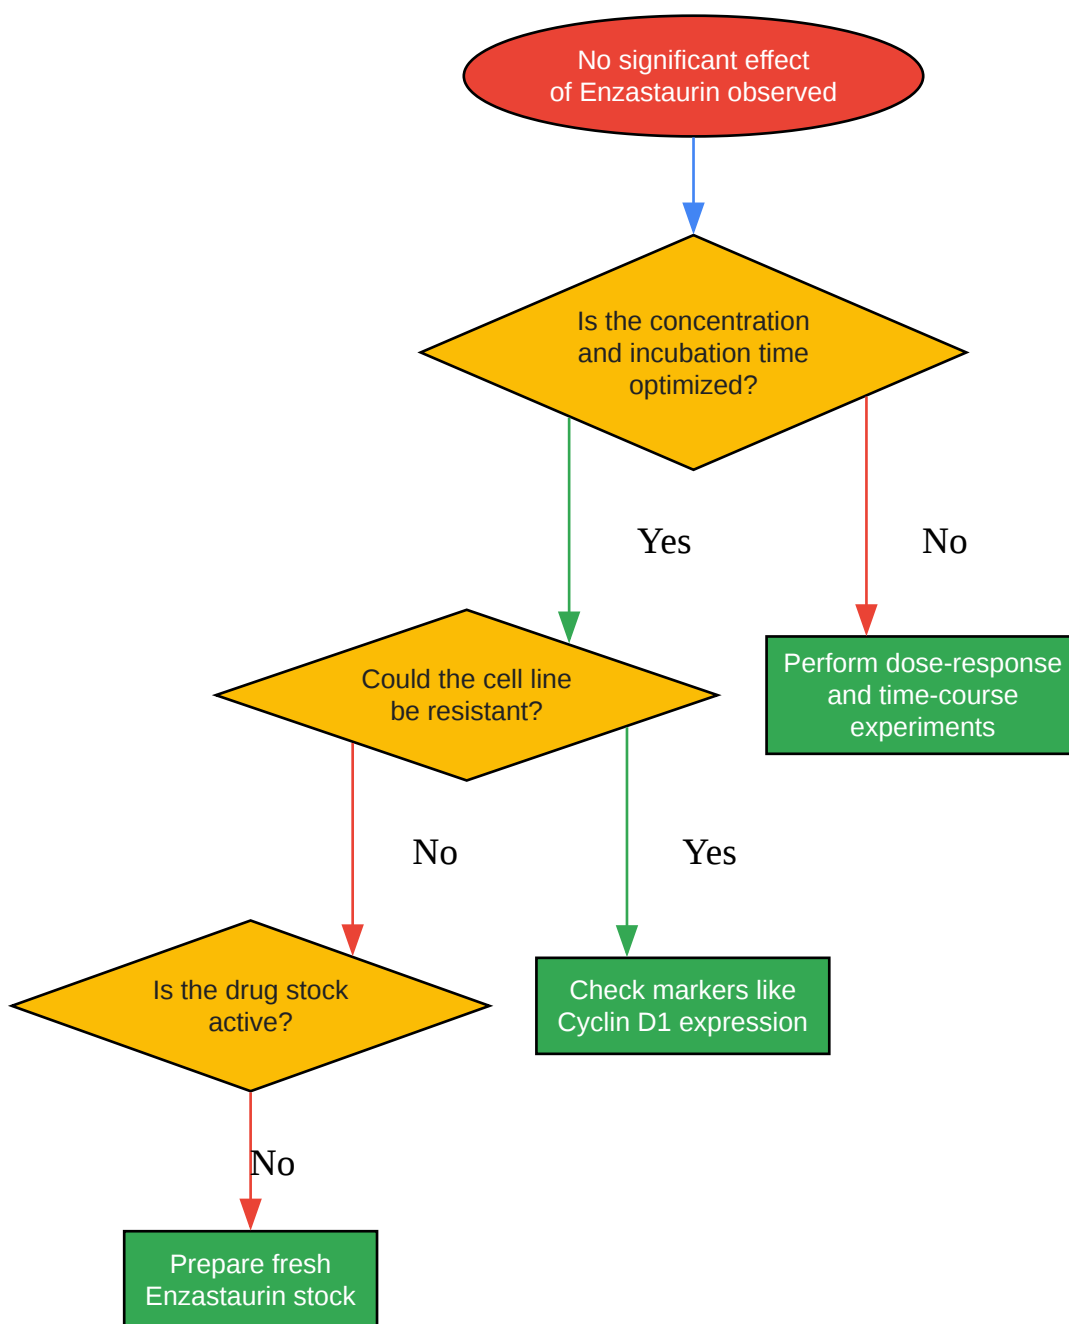 No significant effect
of Enzastaurin observed
Is the concentration
and incubation time
optimized?
Yes
No
Could the cell line
be resistant?
Perform dose-response
and time-course
experiments
No
Yes
Is the drug stock
active?
Check markers like
Cyclin D1 expression
No
Prepare fresh
Enzastaurin stock